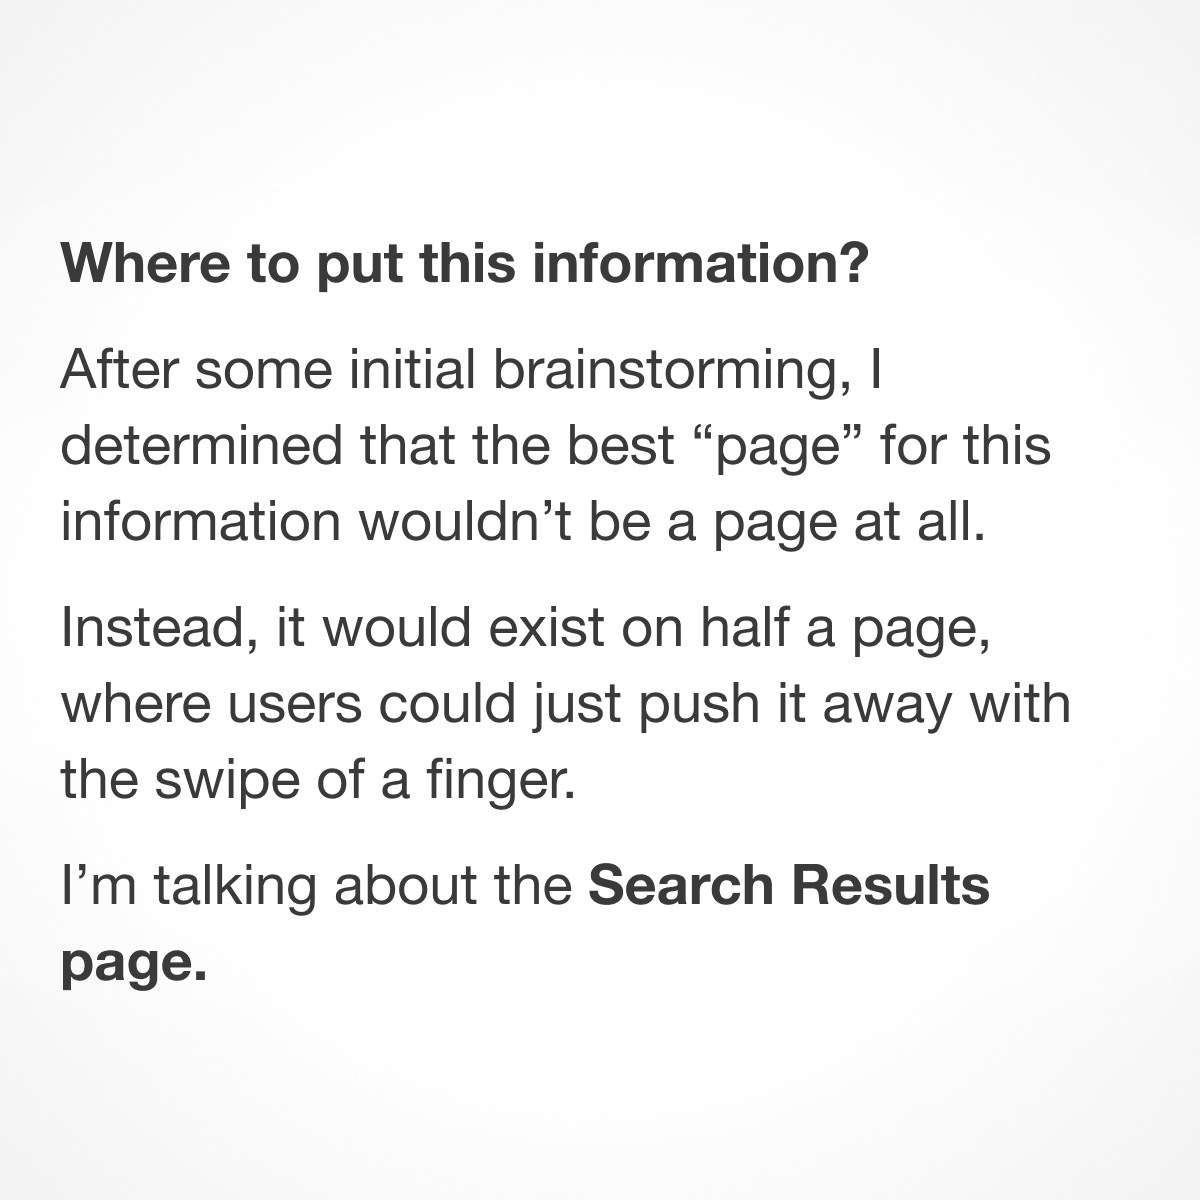 Where to put this information?
After some initial brainstorming, I
determined that the best “page” for this
information wouldn’t be a page at all.
Instead, it would exist on half a page,
where users could just push it away with
the swipe of a finger.
I’m talking about the Search Results
page.